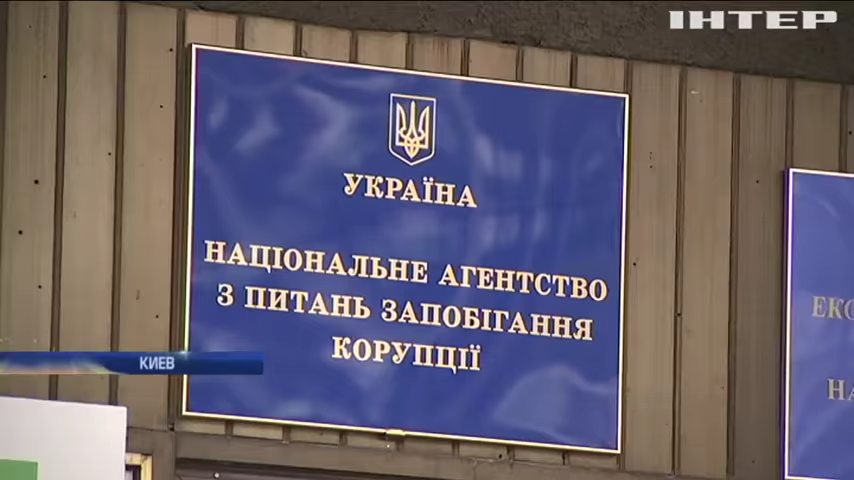 ІНТЕР
УКРАЇНА
НАЦІОНАЛЬНЕ АГЕНТСТВО
З ПИТАНЬ ЗАПОБІГАННЯ
КОРУПЦІЇ
КИЕВ